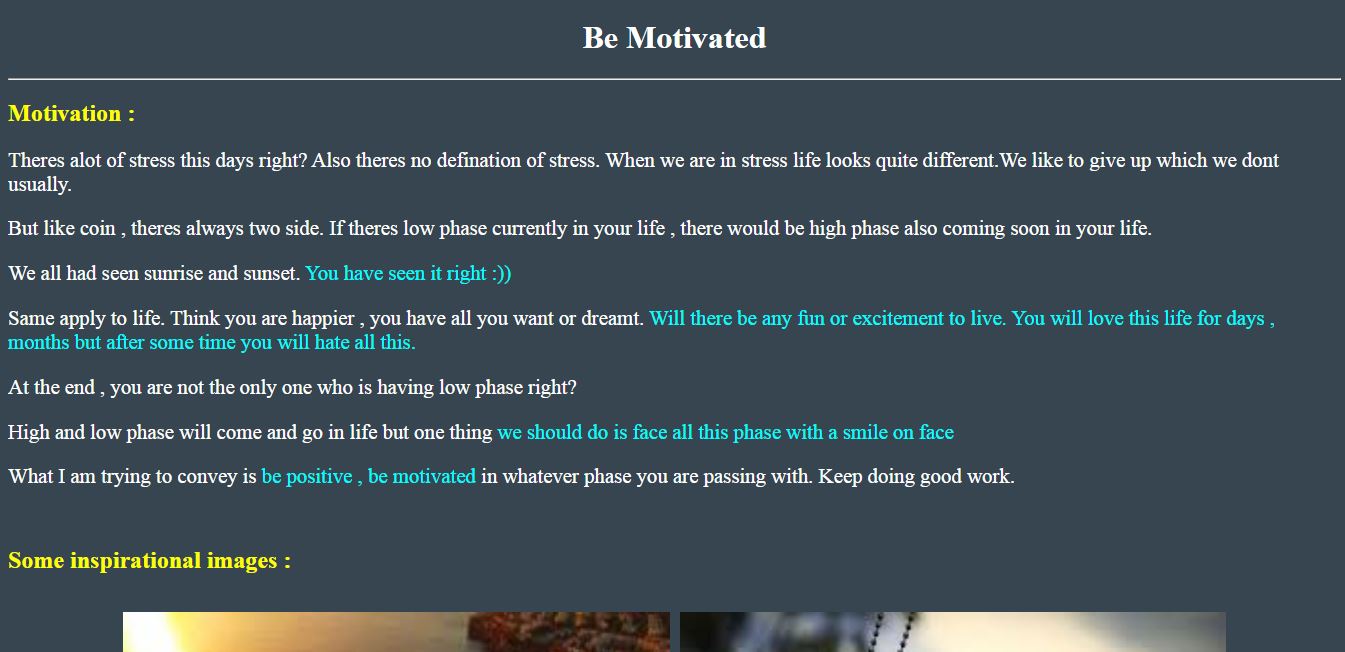 Be Motivated
Motivation :
Theres alot of stress this days right? Also theres no defination of stress. When we are in stress life looks quite different.We like to give up which we dont
usually.
But like coin , theres always two side. If theres low phase currently in your life , there would be high phase also coming soon in your life.
We all had seen sunrise and sunset. You have seen it right :))
Same apply to life. Think you are happier , you have all you want or dreamt. Will there be any fun or excitement to live. You will love this life for days ,
months but after some time you will hate all this.
At the end , you are not the only one who is having low phase right?
High and low phase will come and go in life but one thing we should do is face all this phase with a smile on face
What I am trying to convey is be positive , be motivated in whatever phase you are passing with. Keep doing good work.
Some inspirational images :